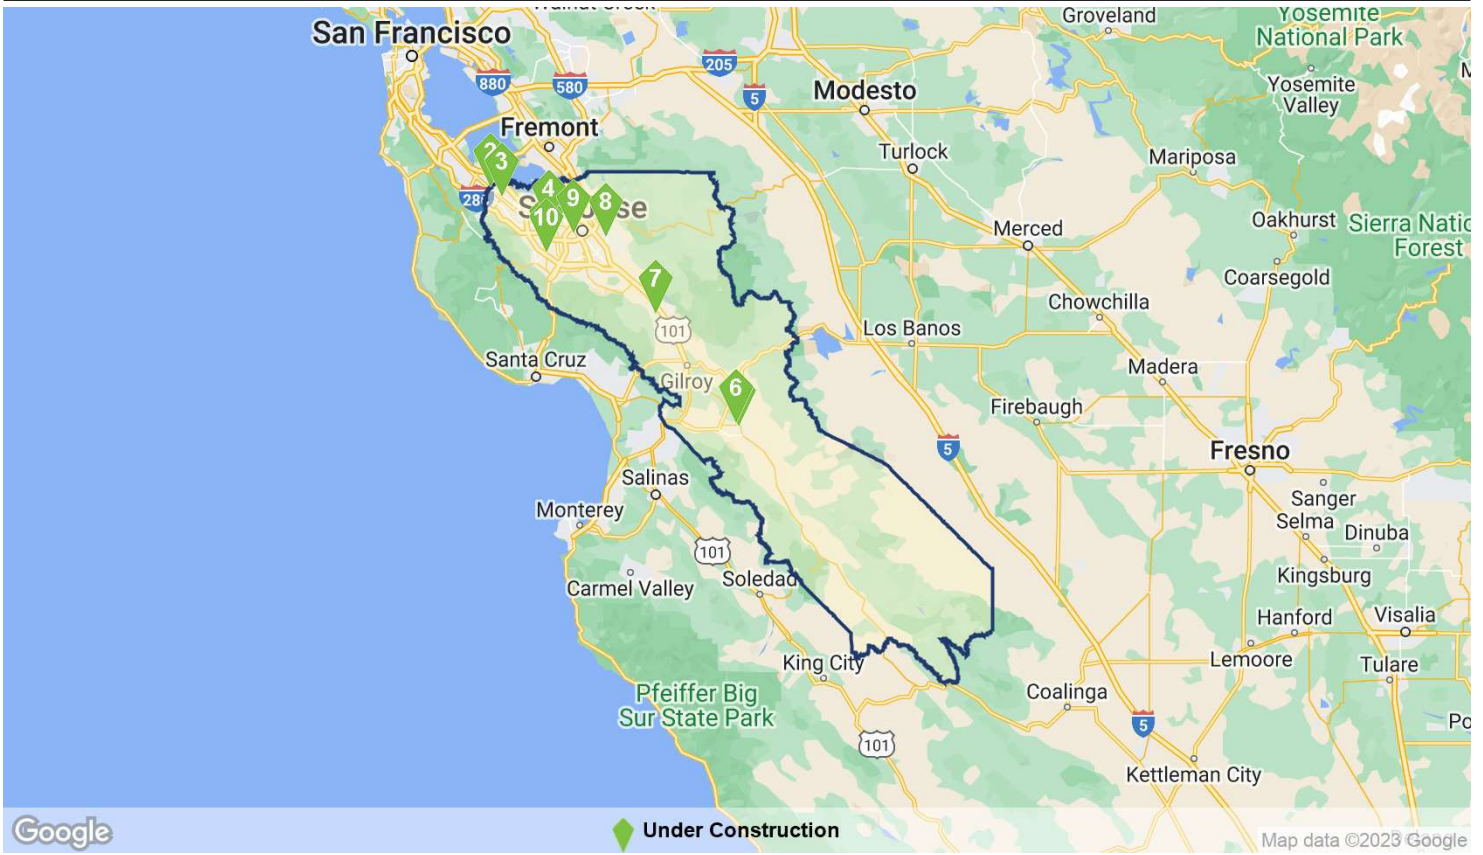 San Francisco
Groveland
Yosemite
National Park
205
880
580
5
Modesto
Yosemite
Valley
Fremont
Turlock
Mariposa
2
3
4
9
8
10
280
Merced
Oakhurst
Sierra Natio
Forest
Coarsegold
7
Chowchilla
101
Los Banos
Santa Cruz
Gilroy
6
Madera
Firebaugh
5
Fresno
Salinas
Sanger
Monterey
Selma
Dinuba
101
Soledad
Carmel Valley
Kingsburg
Hanford
Visalia
King City
Lemoore
Tulare
Pfeiffer Big
Sur State Park
Coalinga
5
Po
101
Kettleman City
Google
Under Construction
Map data ©2023 Google